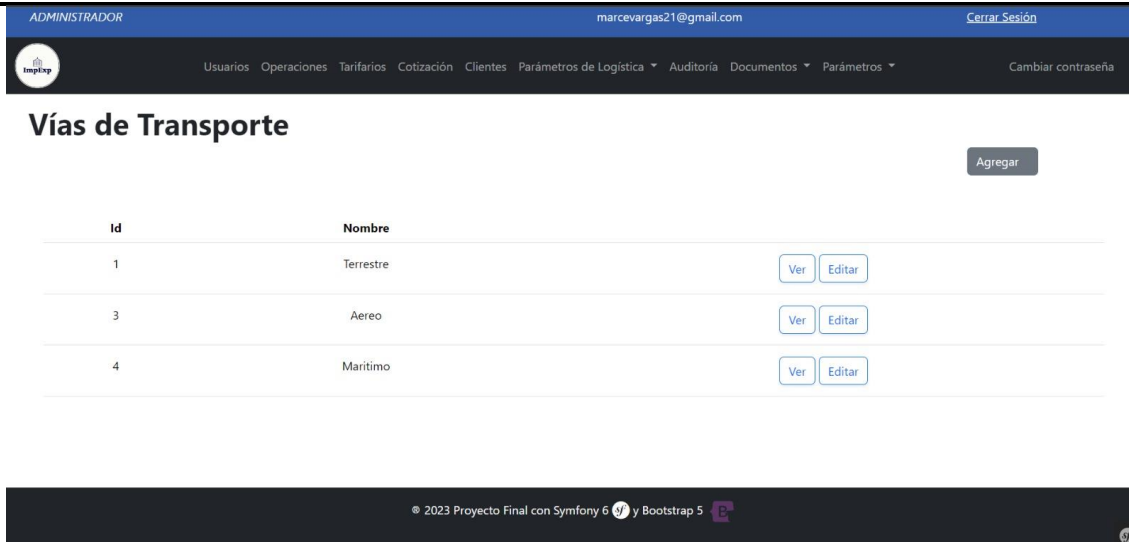 ADMINISTRADOR marcevargas21@gmail.com Cerrar Sesión
ImpExp Usuarios Operaciones Tarifarios Cotización Clientes Parámetros de Logística Auditoría Documentos Parámetros Cambiar contraseña
Vías de Transporte
Agregar
Id Nombre
1 Terrestre Ver Editar
3 Aereo Ver Editar
4 Maritimo Ver Editar
® 2023 Proyecto Final con Symfony 6 sf y Bootstrap 5 B